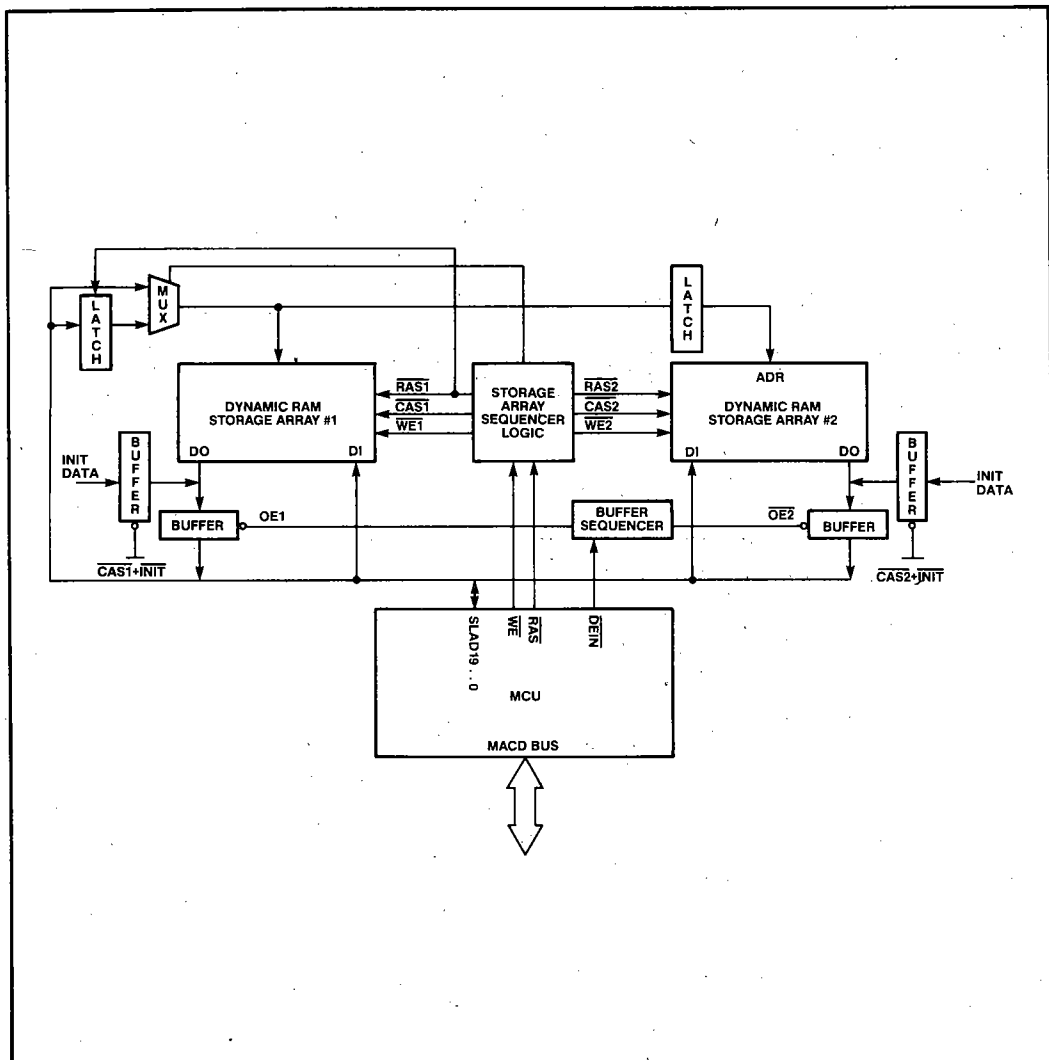 MUX
LATCH
LATCH
DYNAMIC RAM
STORAGE ARRAY #1
DO
DI
RAS1
CAS1
WE1
STORAGE
ARRAY
SEQUENCER
LOGIC
RAS2
CAS2
WE2
ADR
DYNAMIC RAM
STORAGE ARRAY #2
DI
DO
INIT
DATA
BUFFER
BUFFER
OE1
CAS1+INIT
BUFFER
SEQUENCER
OE2
BUFFER
BUFFER
INIT
DATA
CAS2+INIT
SLAD19..0
WE
RAS
DEIN
MCU
MACD BUS